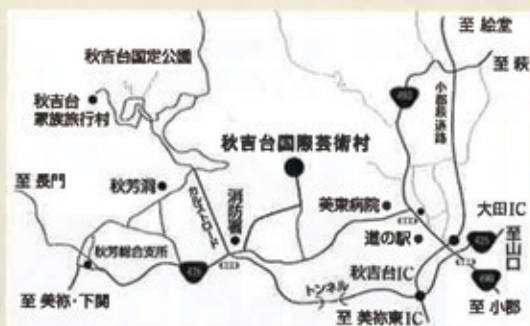 至 絵堂
秋吉台国定公園
至 萩
490
小郡萩道路
秋吉台
家族旅行村
秋吉台国際芸術村
至 長門
秋芳洞
カルストロード
消防署
美東病院
大田IC
道の駅
435
至 山口
秋芳総合支所
435
秋吉台IC
490
トンネル
至 美祢・下関
至 美祢東IC
至 小郡